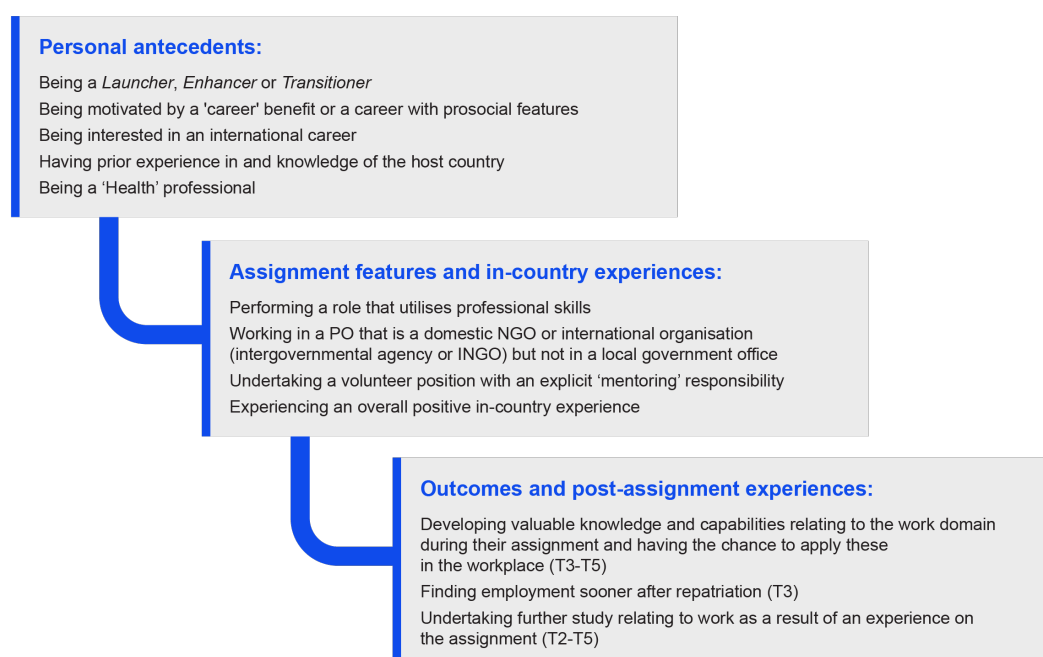 Personal antecedents:
Being a Launcher, Enhancer or Transitioner
Being motivated by a 'career' benefit or a career with prosocial features
Being interested in an international career
Having prior experience in and knowledge of the host country
Being a ‘Health’ professional
Assignment features and in-country experiences:
Performing a role that utilises professional skills
Working in a PO that is a domestic NGO or international organisation
(intergovernmental agency or INGO) but not in a local government office
Undertaking a volunteer position with an explicit ‘mentoring’ responsibility
Experiencing an overall positive in-country experience
Outcomes and post-assignment experiences:
Developing valuable knowledge and capabilities relating to the work domain
during their assignment and having the chance to apply these
in the workplace (T3-T5)
Finding employment sooner after repatriation (T3)
Undertaking further study relating to work as a result of an experience on
the assignment (T2-T5)